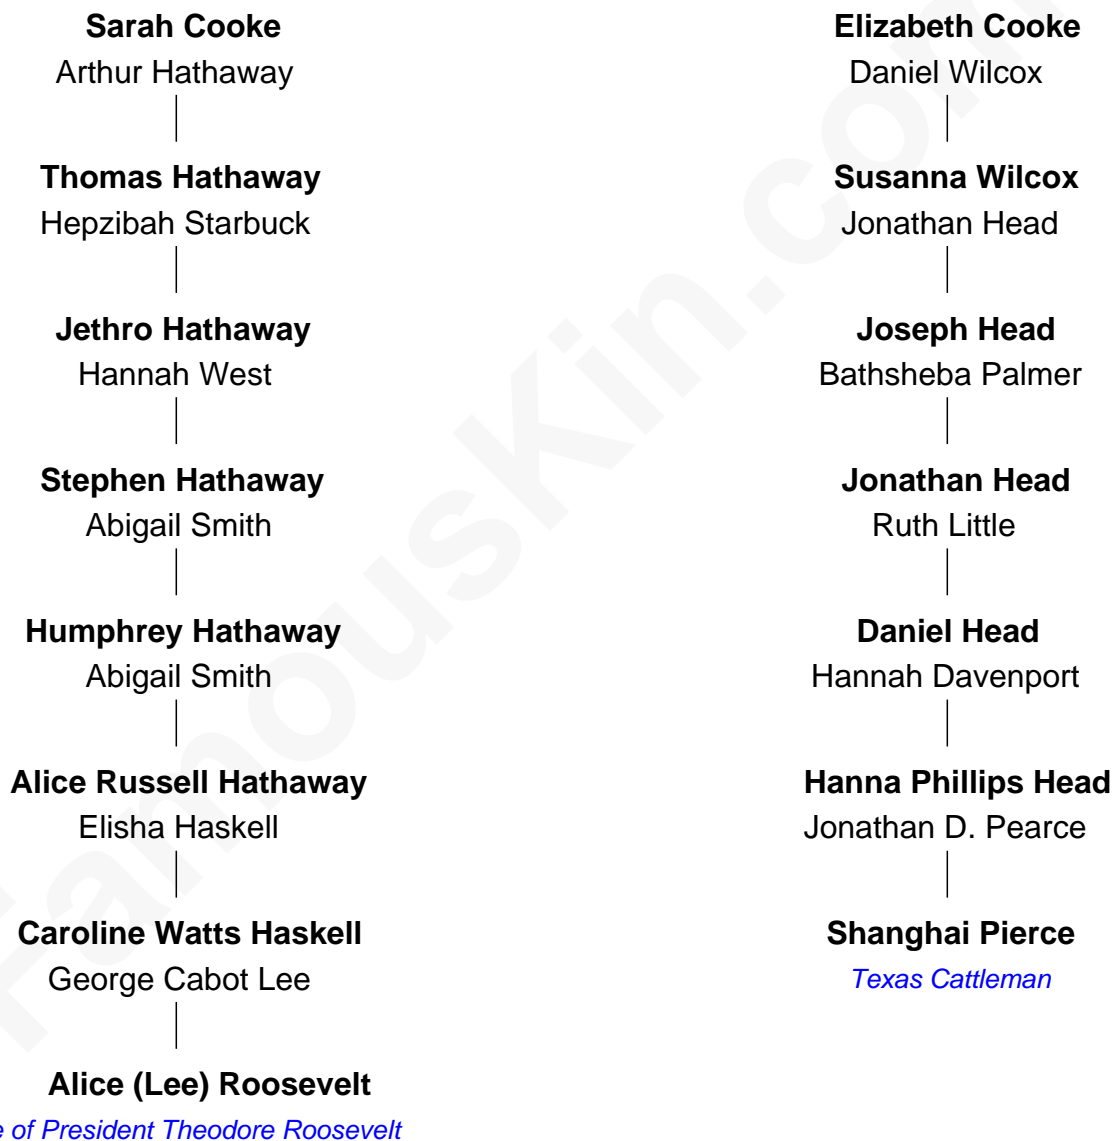 Sarah Cooke
Arthur Hathaway
Thomas Hathaway
Hepzibah Starbuck
Jethro Hathaway
Hannah West
Stephen Hathaway
Abigail Smith
Humphrey Hathaway
Abigail Smith
Alice Russell Hathaway
Elisha Haskell
Caroline Watts Haskell
George Cabot Lee
Alice (Lee) Roosevelt
of President Theodore Roosevelt
Elizabeth Cooke
Daniel Wilcox
Susanna Wilcox
Jonathan Head
Joseph Head
Bathsheba Palmer
Jonathan Head
Ruth Little
Daniel Head
Hannah Davenport
Hanna Phillips Head
Jonathan D. Pearce
Shanghai Pierce
Texas Cattleman
FamousKin.com